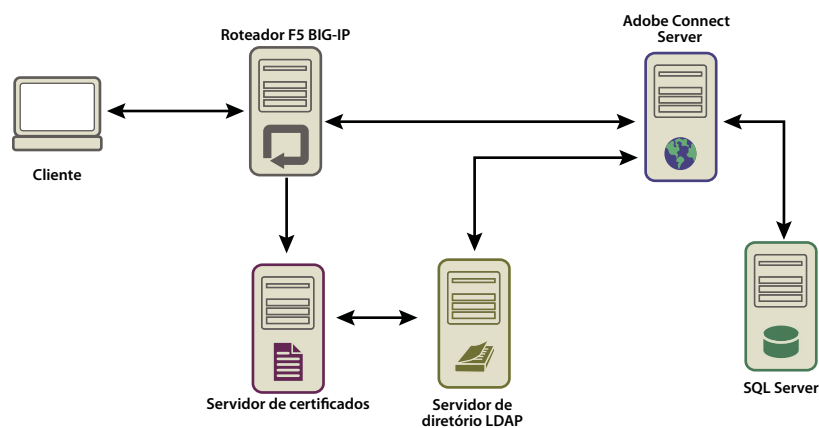 Adobe Connect
Server
Roteador F5 BIG-IP
Cliente
SQL Server
Servidor de certificados
Servidor de
diretório LDAP